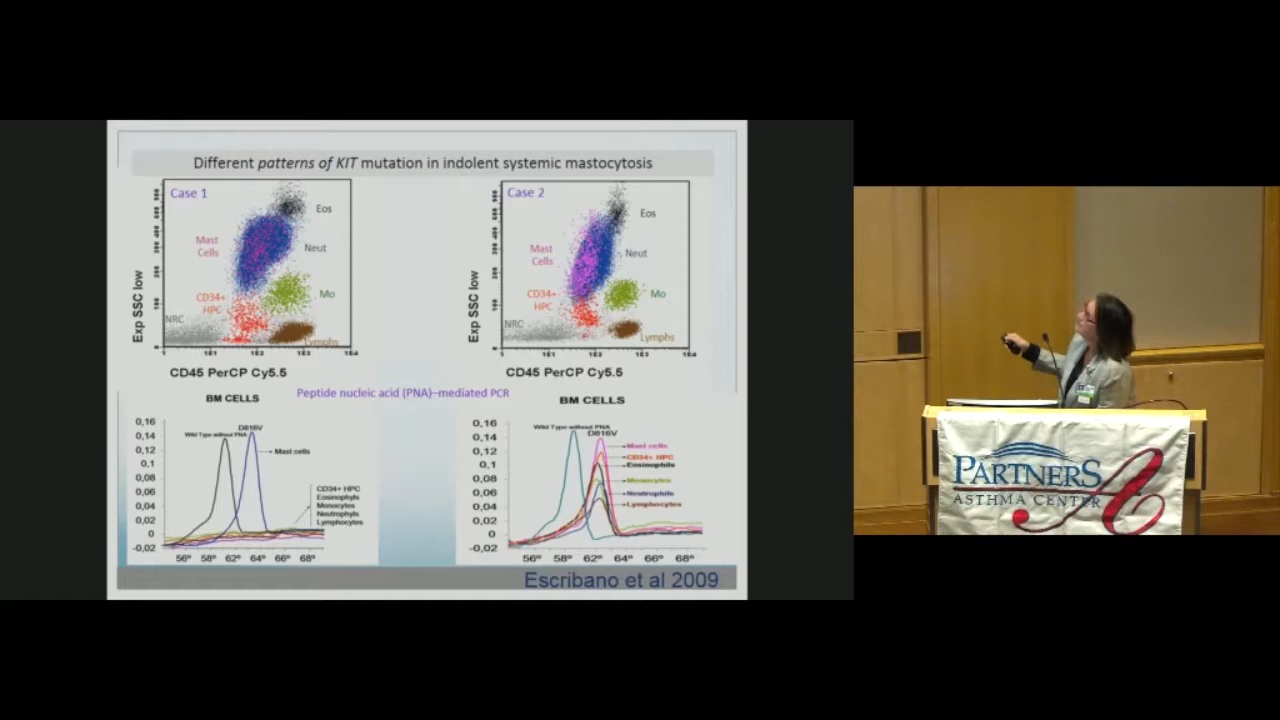 Different patterns of KIT mutation in indolent systemic mastocytosis
Case 1
Eos
Mast
Cells
Neut
CD34+
HPC
Mo
NRC
Lymphs
Exp SSC low
CD45 PerCP Cy5.5
Case 2
Eos
Mast
Cells
Neut
CD34+
HPC
Mo
NRC
Lymphs
Exp SSC low
CD45 PerCP Cy5.5
Peptide nucleic acid (PNA)–mediated PCR
BM CELLS
0,16
0,14
0,12
0,1
0,08
0,06
0,04
0,02
0
-0,02
Wild Type without PNA
D816V
Mast cells
CD34+ HPC
Eosinophyls
Monocytes
Neutrophyls
Lymphocytes
56º 58º 62º 64º 66º 68º
BM CELLS
0,16
0,14
0,12
0,1
0,08
0,06
0,04
0,02
0
-0,02
Wild Type without PNA
D816V
Mast cells
CD34+ HPC
Eosinophils
Monocytes
Neutrophils
Lymphocytes
56º 58º 62º 64º 66º 68º
Escribano et al 2009
PARTNERS
ASTHMA CENTER